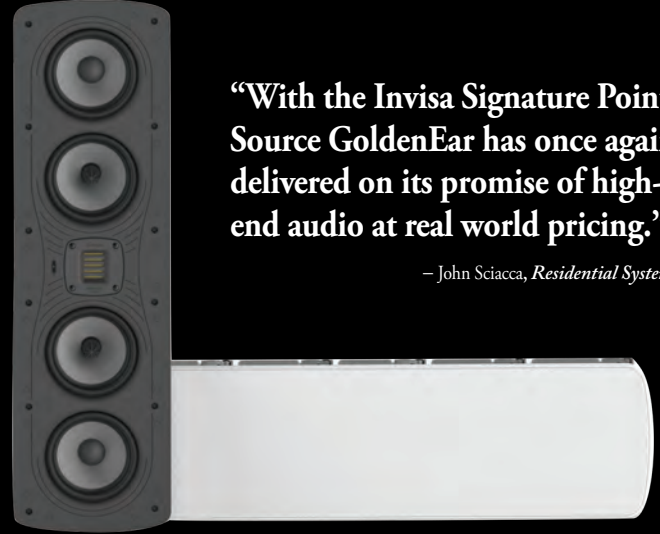 “With the Invisa Signature Point
Source GoldenEar has once again
delivered on its promise of high-
end audio at real world pricing.”
– John Sciacca, Residential System